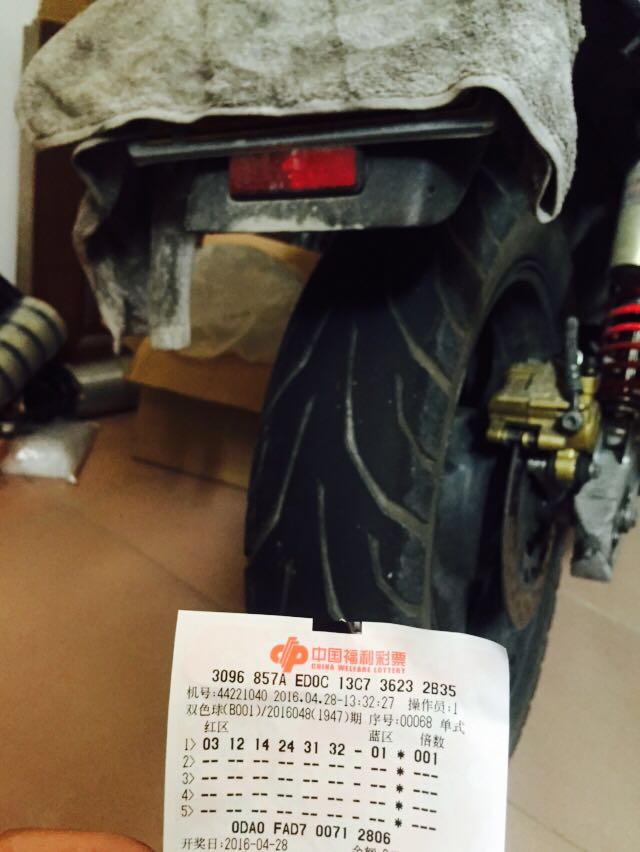 中国福利彩票
CHINA WELFARE LOTTERY
3096 857A ED0C 13C7 3623 2B35
机号:44221040 2016.04.28-13:32:27 操作员:1
双色球(B001)/2016048(1947)期 序号:00068 单式
红区 蓝区 倍数
1> 03 12 14 24 31 32 - 01 * 001
2> -- -- -- -- -- -- - -- * ---
3> -- -- -- -- -- -- - -- * ---
4> -- -- -- -- -- -- - -- * ---
5> -- -- -- -- -- -- - -- * ---
0DA0 FAD7 0071 2806
开奖日:2016-04-28